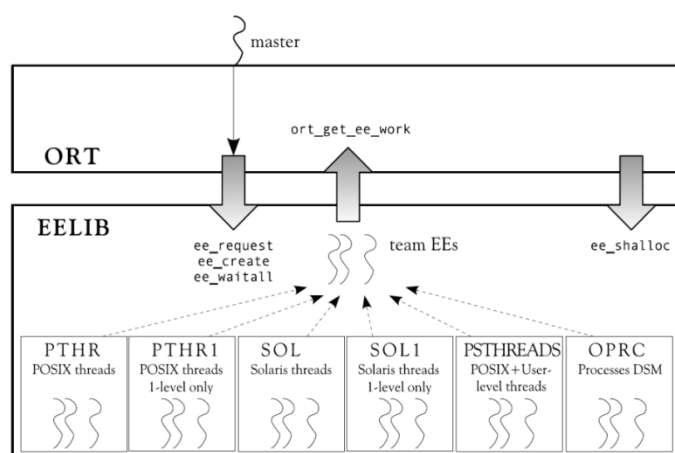 master
ort_get_ee_work
ORT
EELIB
ee_request
ee_create
ee_waitall
team EEs
ee_shalloc
PTHR
POSIX threads
PTHR1
POSIX threads
1-level only
SOL
Solaris threads
SOL1
Solaris threads
1-level only
PSTHREADS
POSIX+User-
level threads
OPRC
Processes DSM